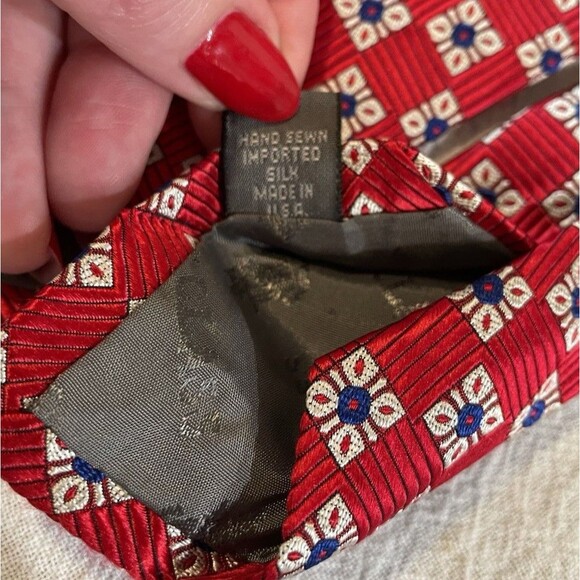 HAND SEWN
IMPORTED
SILK
MADE IN
U.S.A.